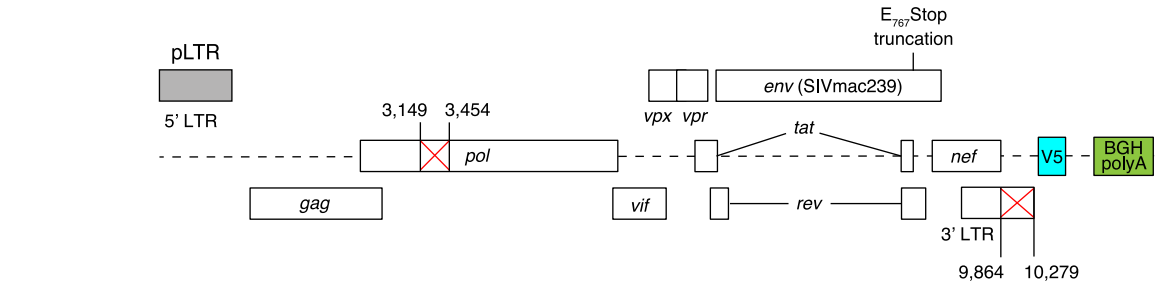 E767Stop
truncation
pLTR
env (SIVmac239)
5' LTR
3,149
3,454
vpx
vpr
tat
pol
nef
V5
BGH
polyA
gag
vif
rev
3' LTR
9,864
10,279